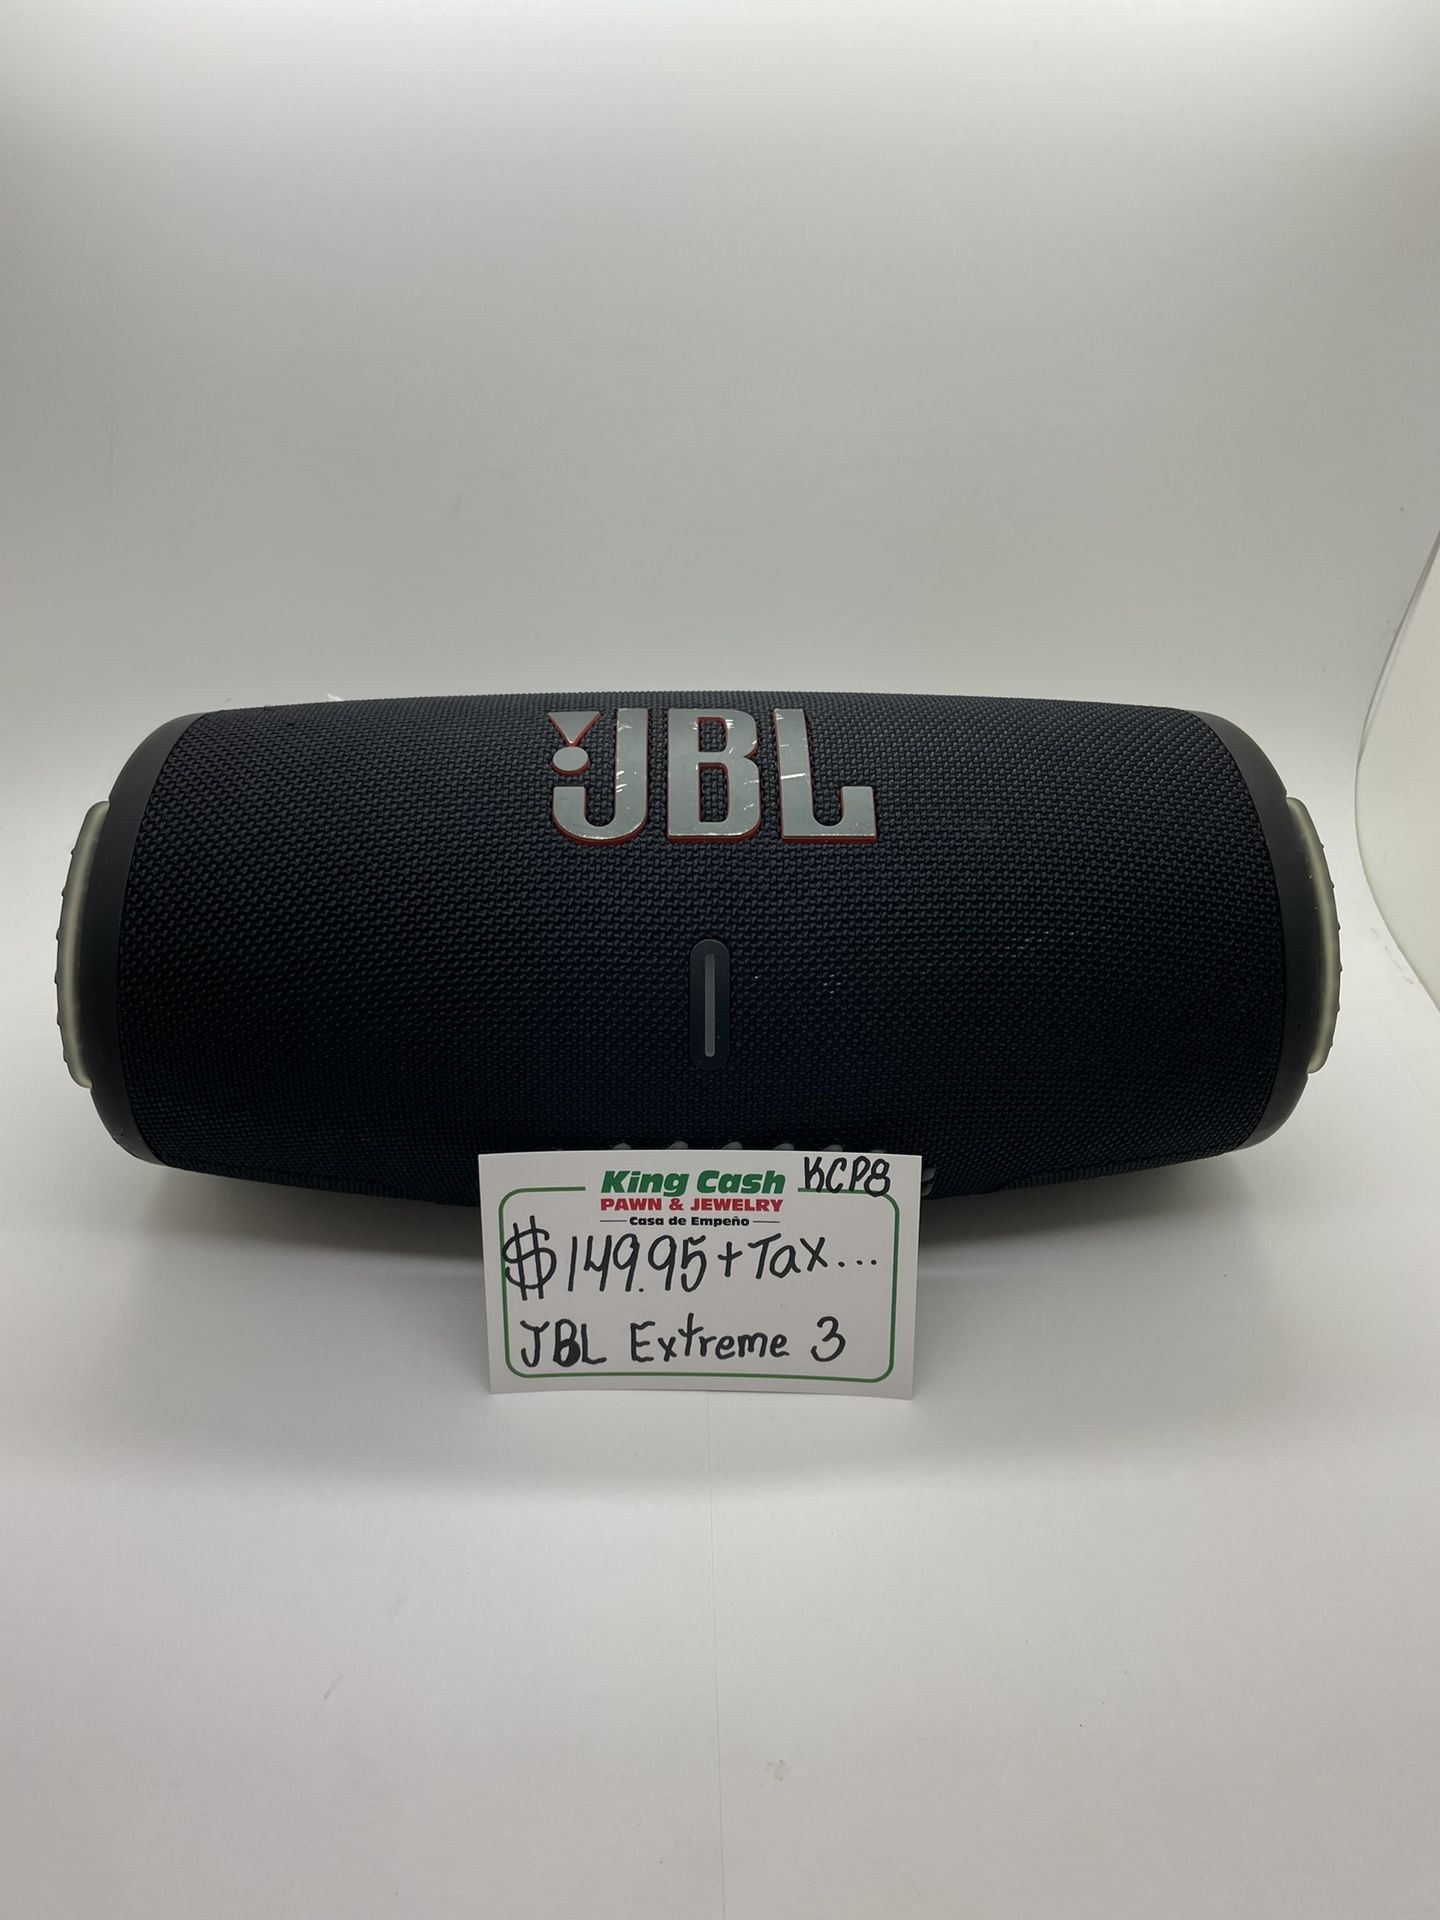 JBL
King Cash KCP8
PAWN & JEWELRY
Casa de Empeño
$149.95 + Tax...
JBL Extreme 3